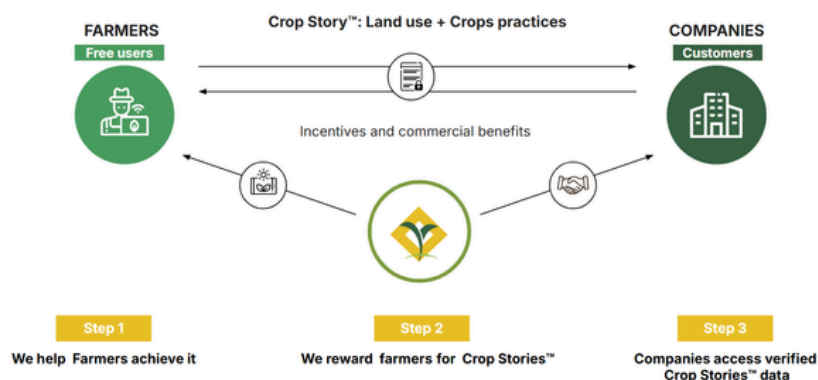 Crop Story™: Land use + Crops practices
FARMERS
Free users
COMPANIES
Customers
Incentives and commercial benefits
Step 1
Step 2
Step 3
We help Farmers achieve it
We reward farmers for Crop Stories™
Companies access verified
Crop Stories™ data